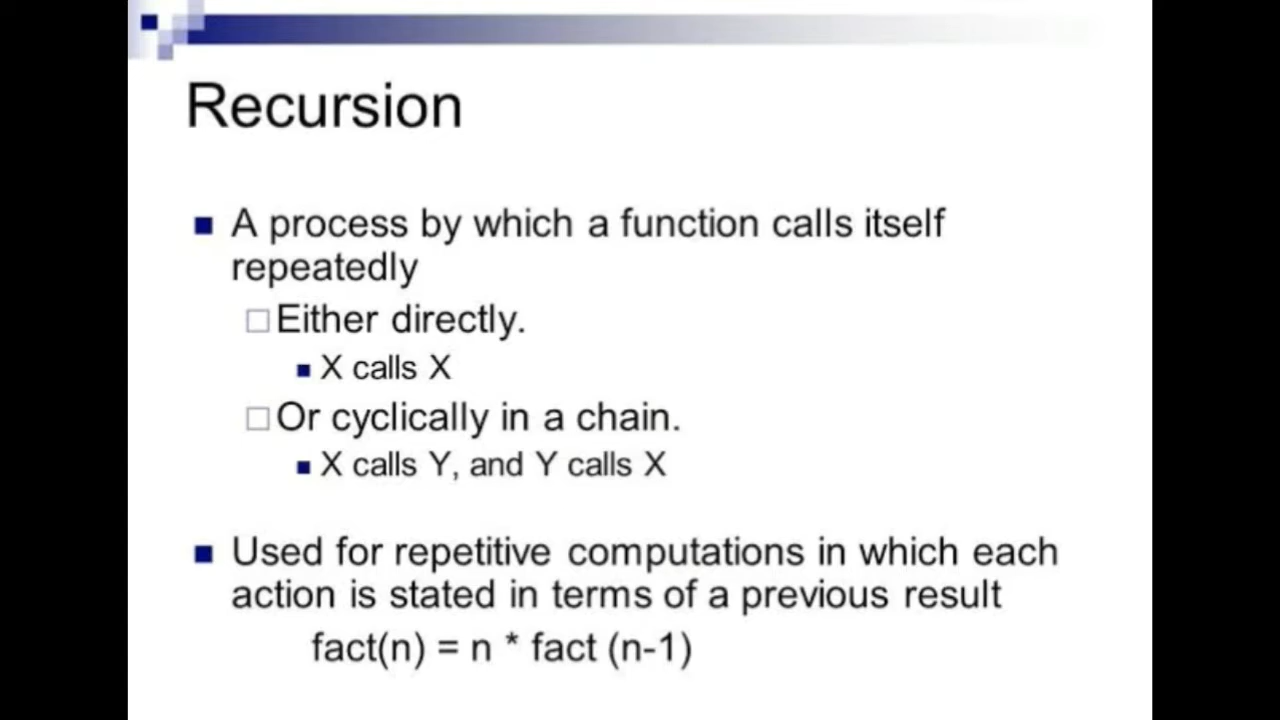 Recursion
A process by which a function calls itself
repeatedly
Either directly.
X calls X
Or cyclically in a chain.
X calls Y, and Y calls X
Used for repetitive computations in which each
action is stated in terms of a previous result
fact(n) = n * fact (n-1)